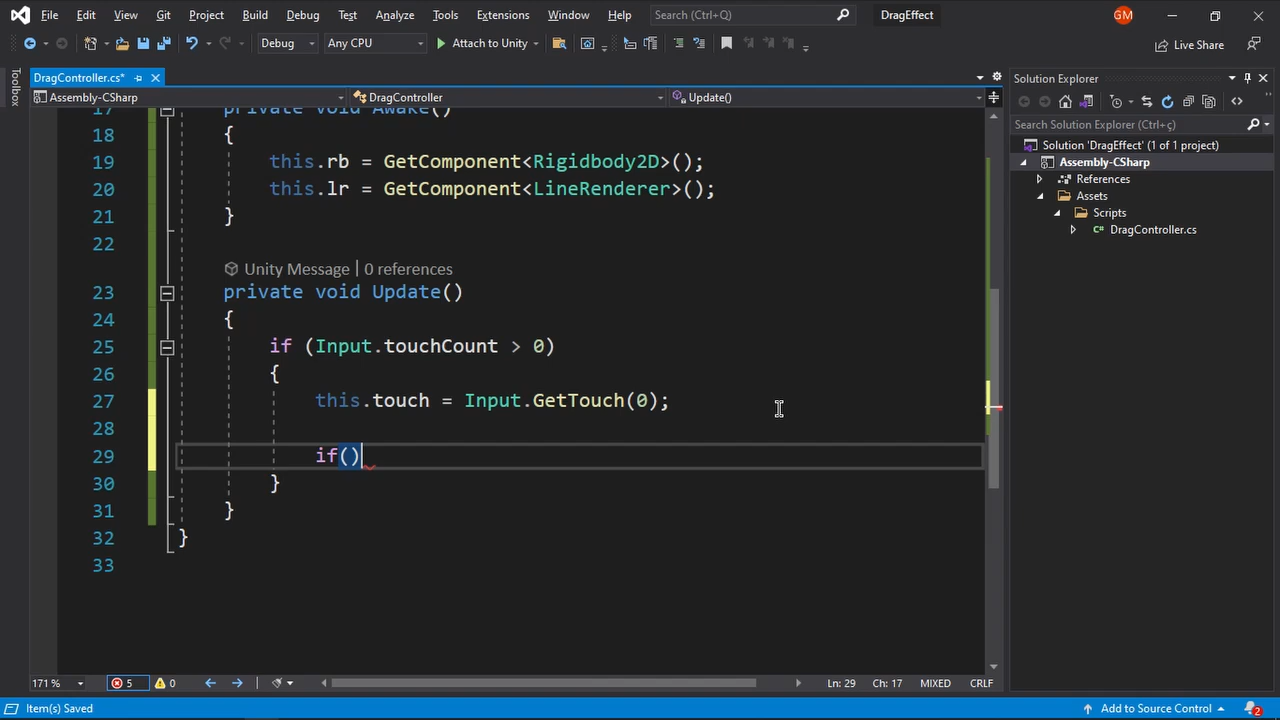 File Edit View Git Project Build Debug Test Analyze Tools Extensions Window Help Search (Ctrl+Q) DragEffect GM
Debug Any CPU Attach to Unity Live Share
Toolbox
DragController.cs* Solution Explorer
Assembly-CSharp DragController Update()
Search Solution Explorer (Ctrl+ç)
Solution 'DragEffect' (1 of 1 project)
Assembly-CSharp
References
Assets
Scripts
C# DragController.cs
17 private void Awake()
18 {
19 this.rb = GetComponent<Rigidbody2D>();
20 this.lr = GetComponent<LineRenderer>();
21 }
22
Unity Message | 0 references
23 private void Update()
24 {
25 if (Input.touchCount > 0)
26 {
27 this.touch = Input.GetTouch(0);
28
29 if()
30 }
31 }
32 }
33
171 % 5 0 Ln: 29 Ch: 17 MIXED CRLF
Item(s) Saved Add to Source Control 2